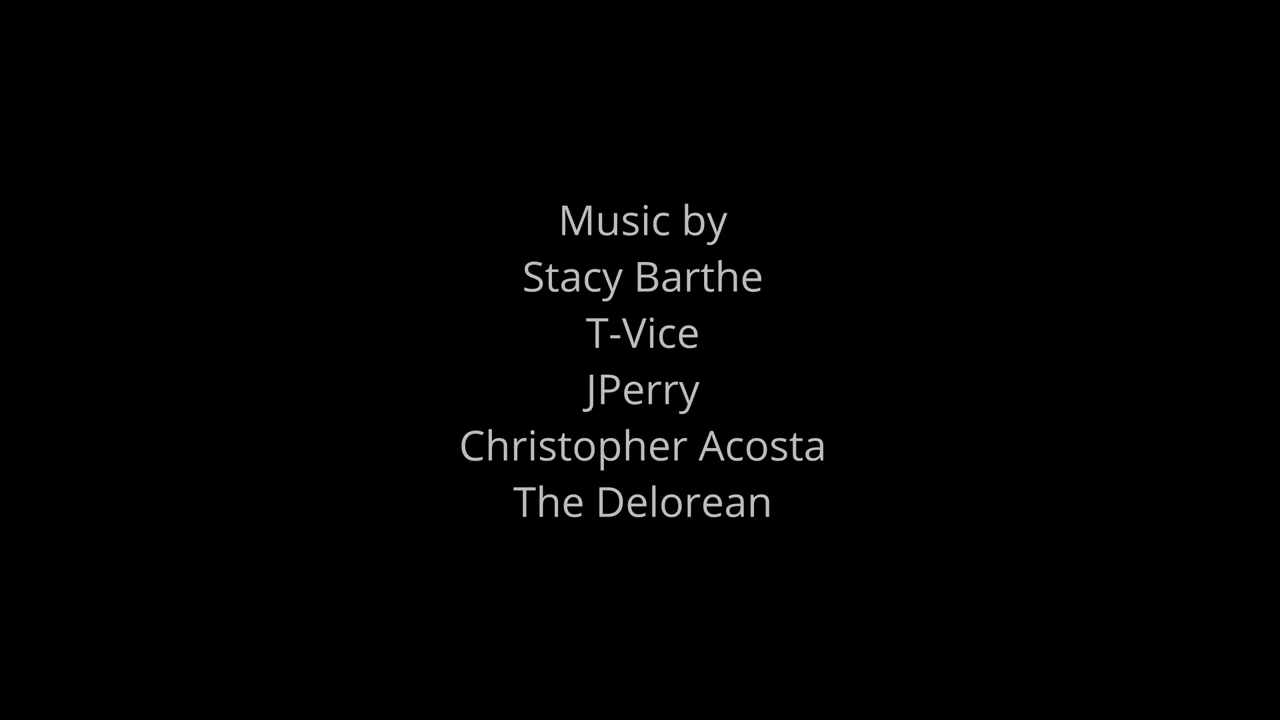 Music by
Stacy Barthe
T-Vice
JPerry
Christopher Acosta
The Delorean